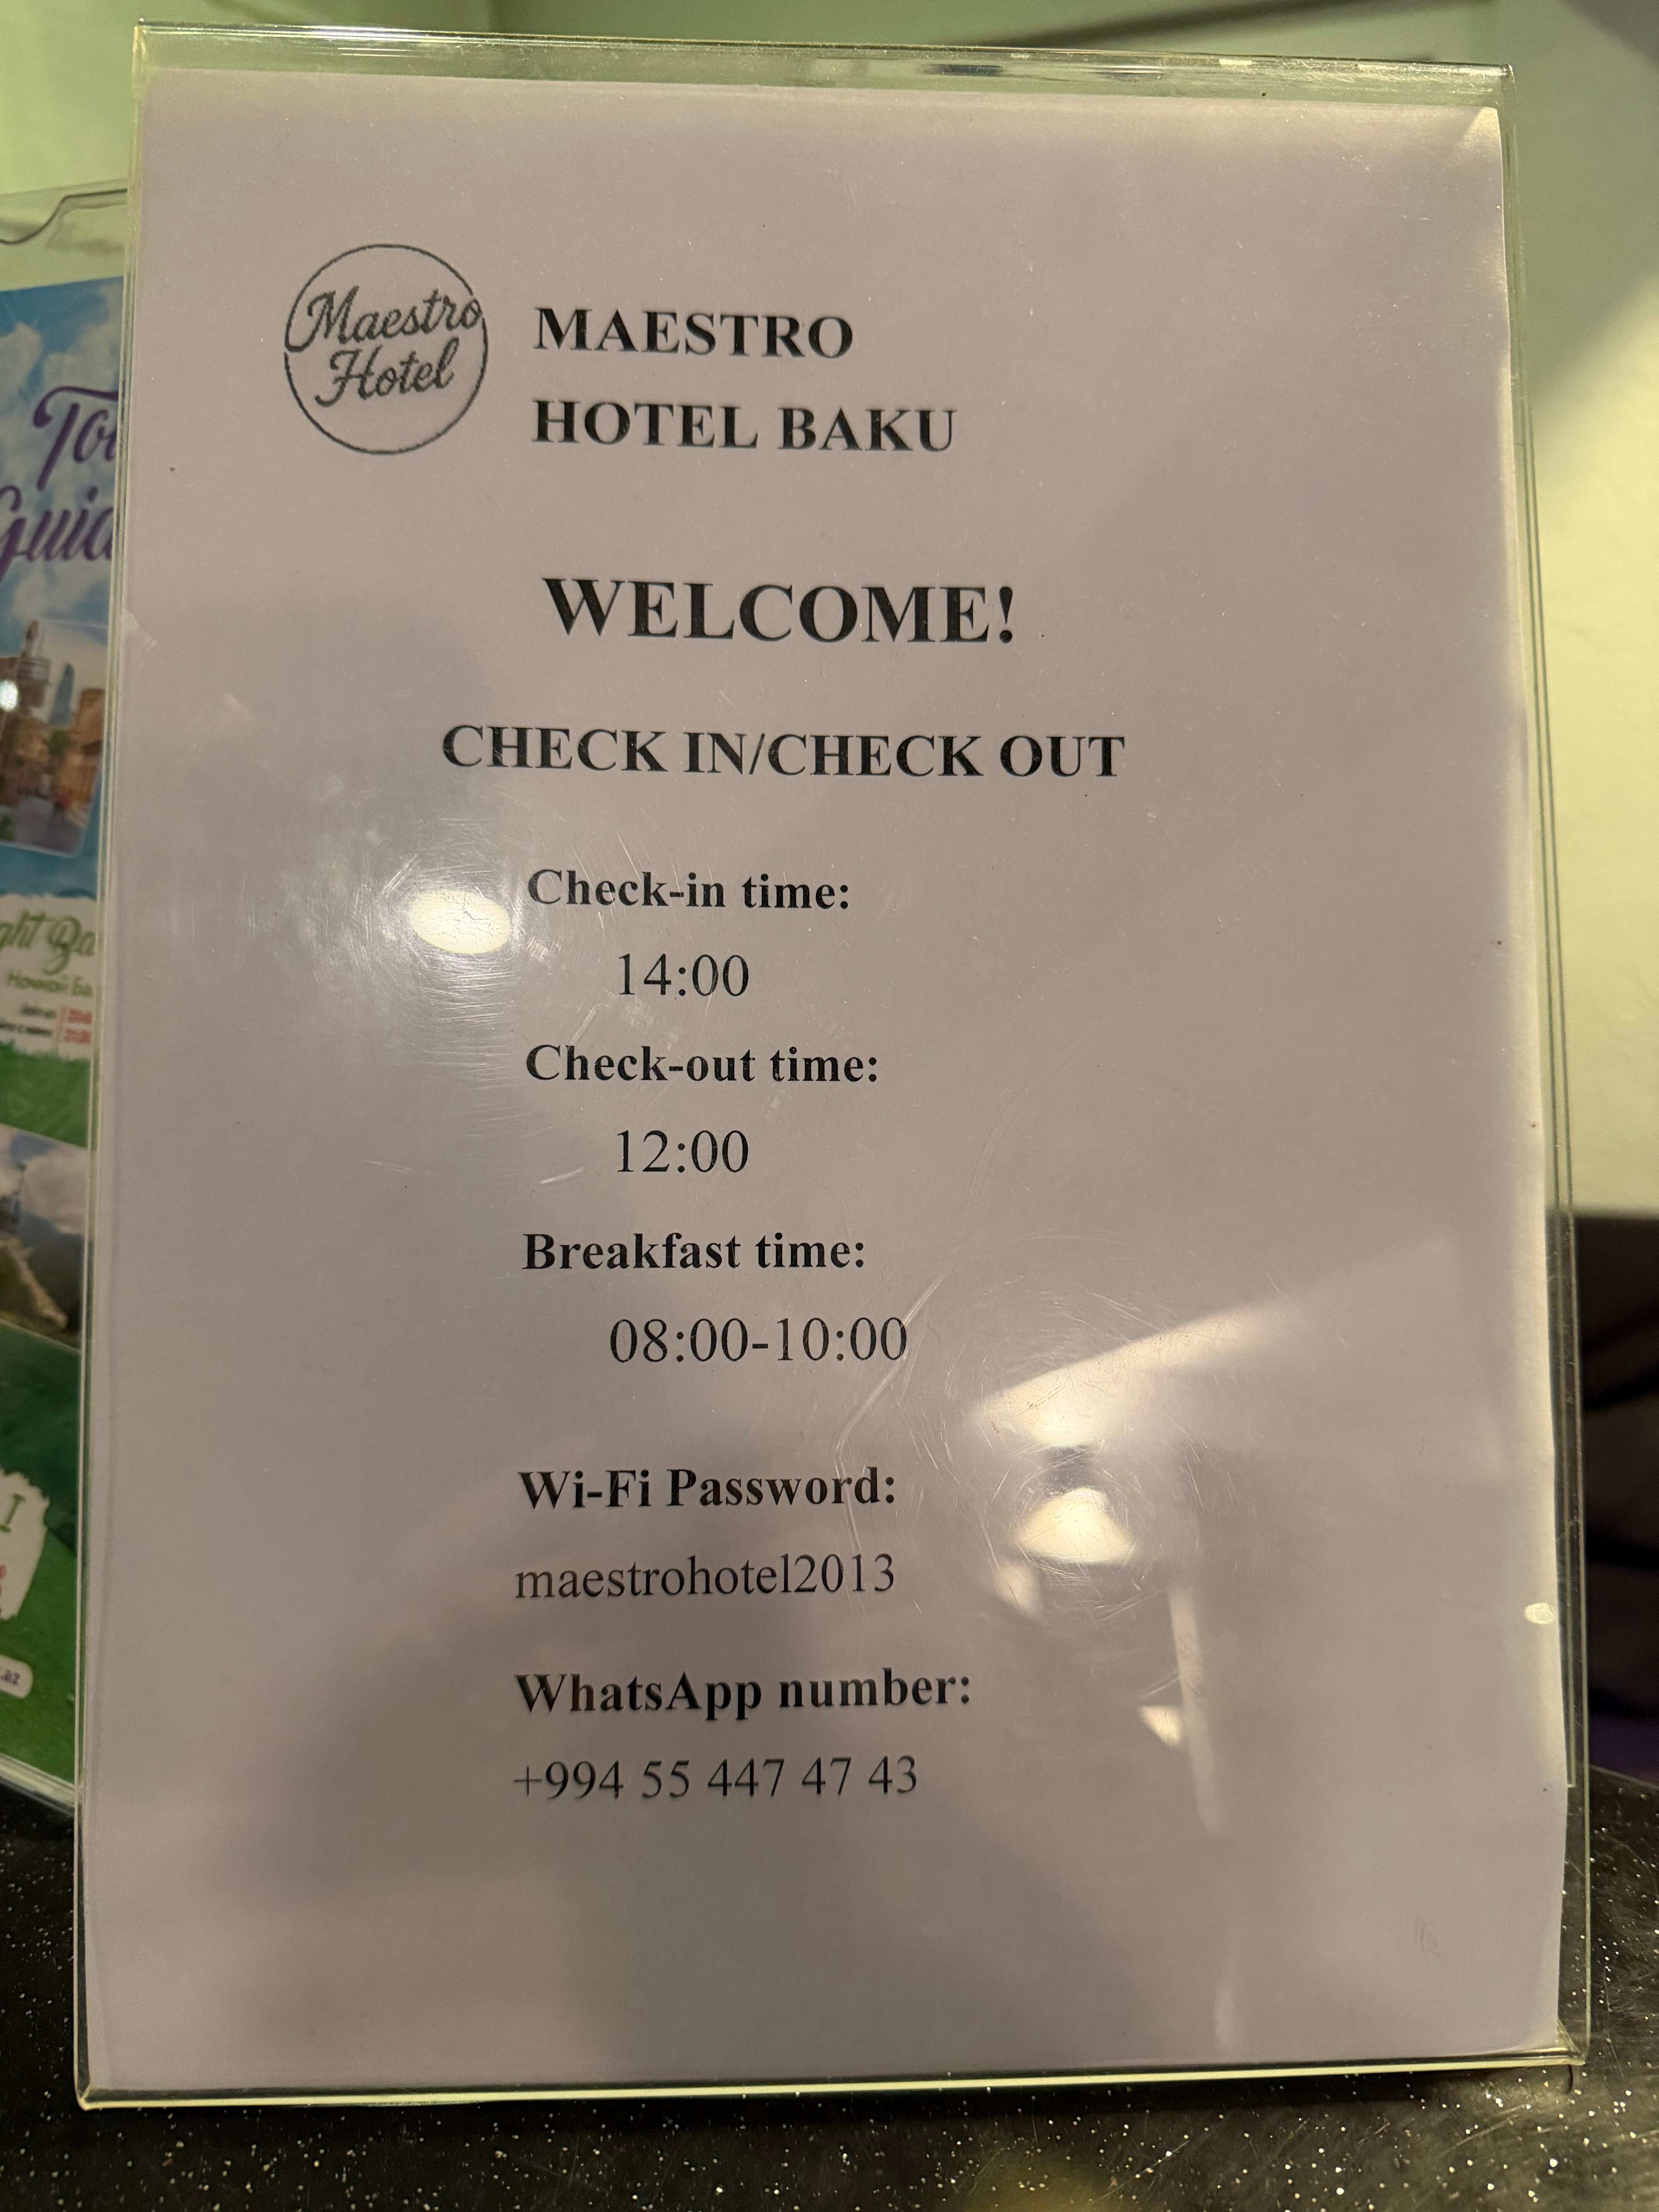 Maestro
Hotel
MAESTRO
HOTEL BAKU
WELCOME!
CHECK IN/CHECK OUT
Check-in time:
14:00
Check-out time:
12:00
Breakfast time:
08:00-10:00
Wi-Fi Password:
maestrohotel2013
WhatsApp number:
+994 55 447 47 43